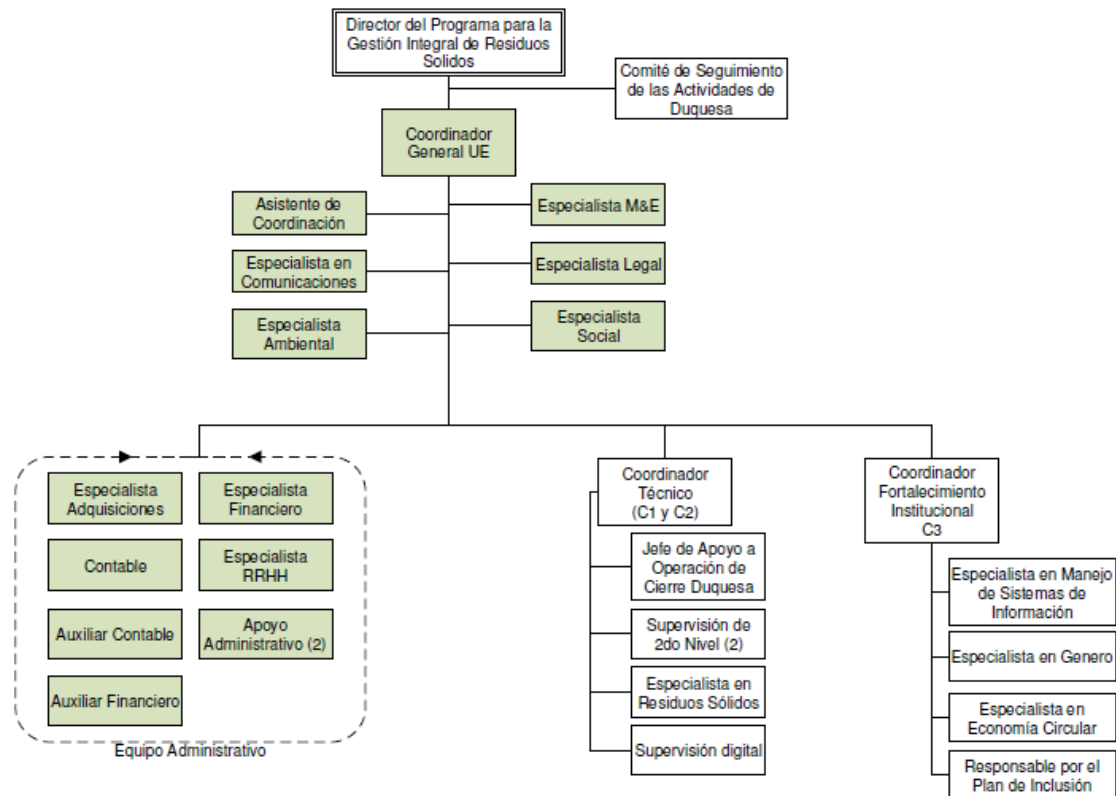 Director del Programa para la
Gestión Integral de Residuos
Solidos
Comité de Seguimiento
de las Actividades de
Duquesa
Coordinador
General UE
Asistente de
Coordinación
Especialista M&E
Especialista en
Comunicaciones
Especialista Legal
Especialista
Ambiental
Especialista
Social
Especialista
Adquisiciones
Especialista
Financiero
Contable
Especialista
RRHH
Auxiliar Contable
Apoyo
Administrativo (2)
Auxiliar Financiero
Equipo Administrativo
Coordinador
Técnico
(C1 y C2)
Jefe de Apoyo a
Operación de
Cierre Duquesa
Supervisión de
2do Nivel (2)
Especialista en
Residuos Sólidos
Supervisión digital
Coordinador
Fortalecimiento
Institucional
C3
Especialista en Manejo
de Sistemas de
Información
Especialista en Genero
Especialista en
Economía Circular
Responsable por el
Plan de Inclusión